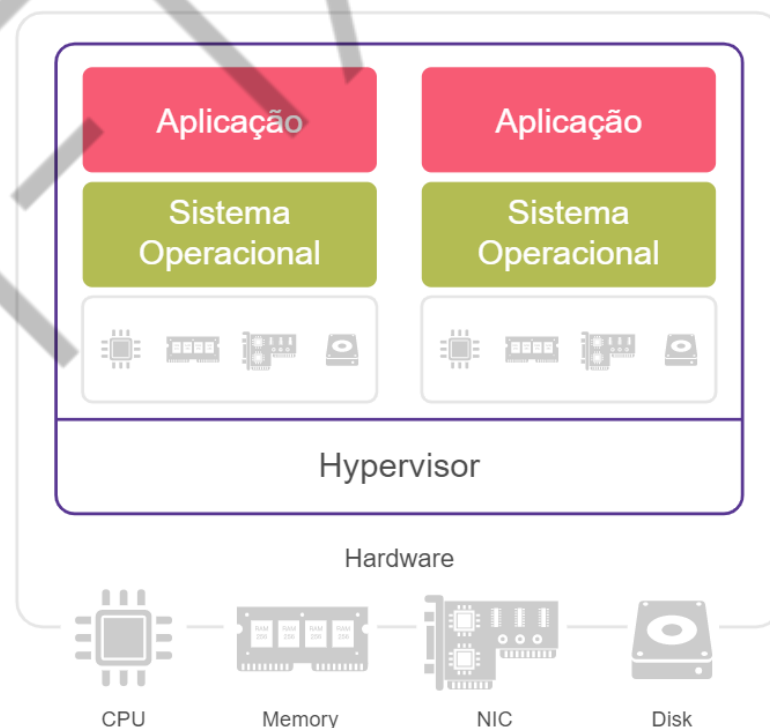 Aplicação Aplicação
Sistema Sistema
Operacional Operacional
Hypervisor
Hardware
CPU Memory NIC Disk